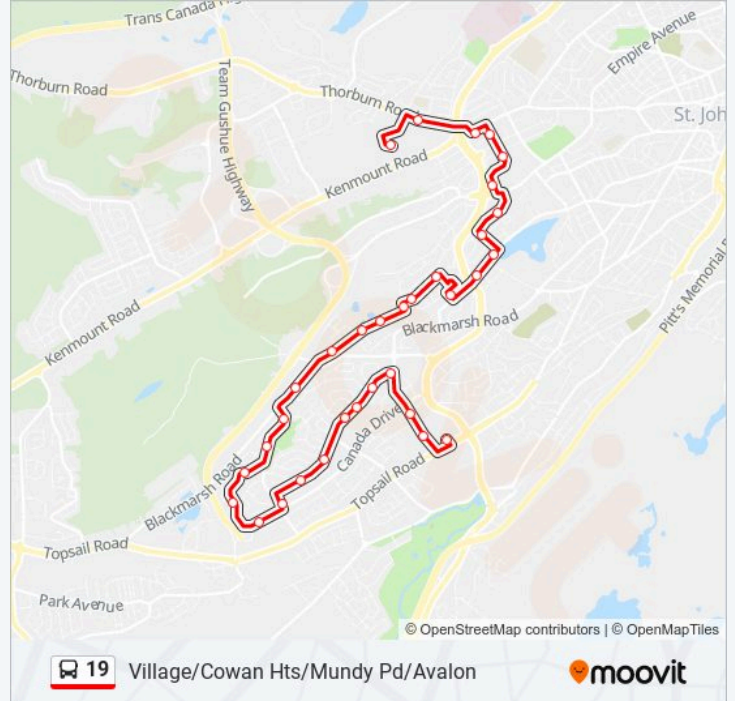 Trans Canada Hig
Empire Avenue
Thorburn Road
Thorburn Ro
St. Joh
Team Gushue Highway
Kenmount Road
Pitt's Memorial
Blackmarsh Road
Kenmount Road
Canada Drive
Blackmarsh Road
Topsail Road
Topsail Road
Park Avenue
© OpenStreetMap contributors | © OpenMapTiles
19 Village/Cowan Hts/Mundy Pd/Avalon moovit